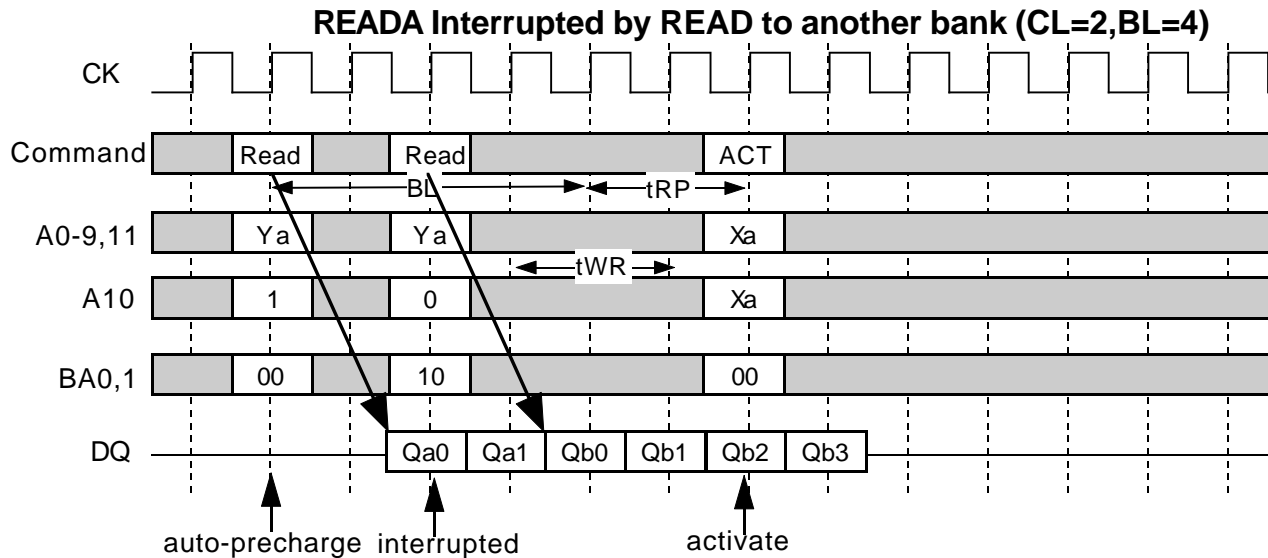 READA Interrupted by READ to another bank (CL=2,BL=4)
CK
Command Read Read ACT
BL tRP
A0-9,11 Ya Ya Xa
tWR
A10 1 0 Xa
BA0,1 00 10 00
DQ Qa0 Qa1 Qb0 Qb1 Qb2 Qb3
auto-precharge interrupted activate